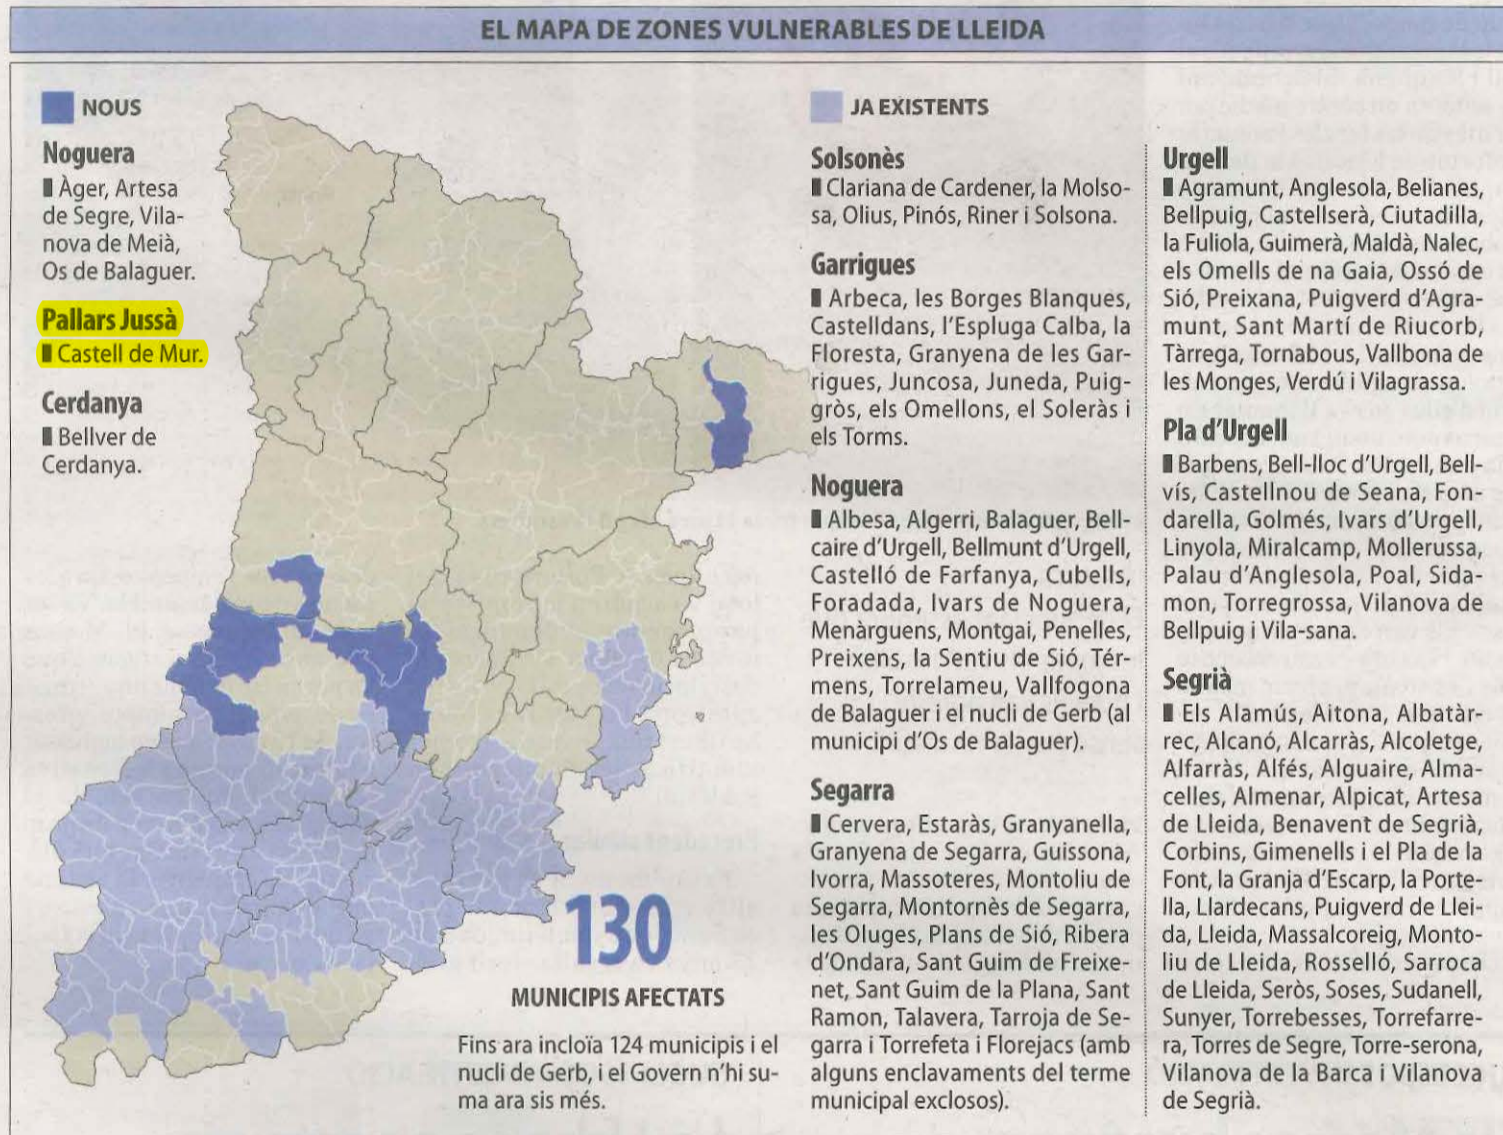 EL MAPA DE ZONES VULNERABLES DE LLEIDA
NOUS
Noguera
Àger, Artesa
de Segre, Vila-
nova de Meià,
Os de Balaguer.
Pallars Jussà
Castell de Mur.
Cerdanya
Bellver de
Cerdanya.
130
MUNICIPIS AFECTATS
Fins ara incloïa 124 municipis i el
nucli de Gerb, i el Govern n'hi su-
ma ara sis més.
JA EXISTENTS
Solsonès
Clariana de Cardener, la Molso-
sa, Olius, Pinós, Riner i Solsona.
Garrigues
Arbeca, les Borges Blanques,
Castelldans, l'Espluga Calba, la
Floresta, Granyena de les Gar-
rigues, Juncosa, Juneda, Puig-
gròs, els Omellons, el Soleràs i
els Torms.
Noguera
Albesa, Algerri, Balaguer, Bell-
caire d'Urgell, Bellmunt d'Urgell,
Castelló de Farfanya, Cubells,
Foradada, Ivars de Noguera,
Menàrguens, Montgai, Penelles,
Preixens, la Sentiu de Sió, Tér-
mens, Torrelameu, Vallfogona
de Balaguer i el nucli de Gerb (al
municipi d'Os de Balaguer).
Segarra
Cervera, Estaràs, Granyanella,
Granyena de Segarra, Guissona,
Ivorra, Massoteres, Montoliu de
Segarra, Montornès de Segarra,
les Oluges, Plans de Sió, Ribera
d'Ondara, Sant Guim de Freixe-
net, Sant Guim de la Plana, Sant
Ramon, Talavera, Tarroja de Se-
garra i Torrefeta i Florejacs (amb
alguns enclavaments del terme
municipal exclosos).
Urgell
Agramunt, Anglesola, Belianes,
Bellpuig, Castellserà, Ciutadilla,
la Fuliola, Guimerà, Maldà, Nalec,
els Omells de na Gaia, Ossó de
Sió, Preixana, Puigverd d'Agra-
munt, Sant Martí de Riucorb,
Tàrrega, Tornabous, Vallbona de
les Monges, Verdú i Vilagrassa.
Pla d'Urgell
Barbens, Bell-lloc d'Urgell, Bell-
vís, Castellnou de Seana, Fon-
darella, Golmés, Ivars d'Urgell,
Linyola, Miralcamp, Mollerussa,
Palau d'Anglesola, Poal, Sida-
mon, Torregrossa, Vilanova de
Bellpuig i Vila-sana.
Segrià
Els Alamús, Aitona, Albatàr-
rec, Alcanó, Alcarràs, Alcoletge,
Alfarràs, Alfés, Alguaire, Alma-
celles, Almenar, Alpicat, Artesa
de Lleida, Benavent de Segrià,
Corbins, Gimenells i el Pla de la
Font, la Granja d'Escarp, la Porte-
lla, Llardecans, Puigverd de Llei-
da, Lleida, Massalcoreig, Monto-
liu de Lleida, Rosselló, Sarroca
de Lleida, Seròs, Soses, Sudanell,
Sunyer, Torrebesses, Torrefarre-
ra, Torres de Segre, Torre-serona,
Vilanova de la Barca i Vilanova
de Segrià.